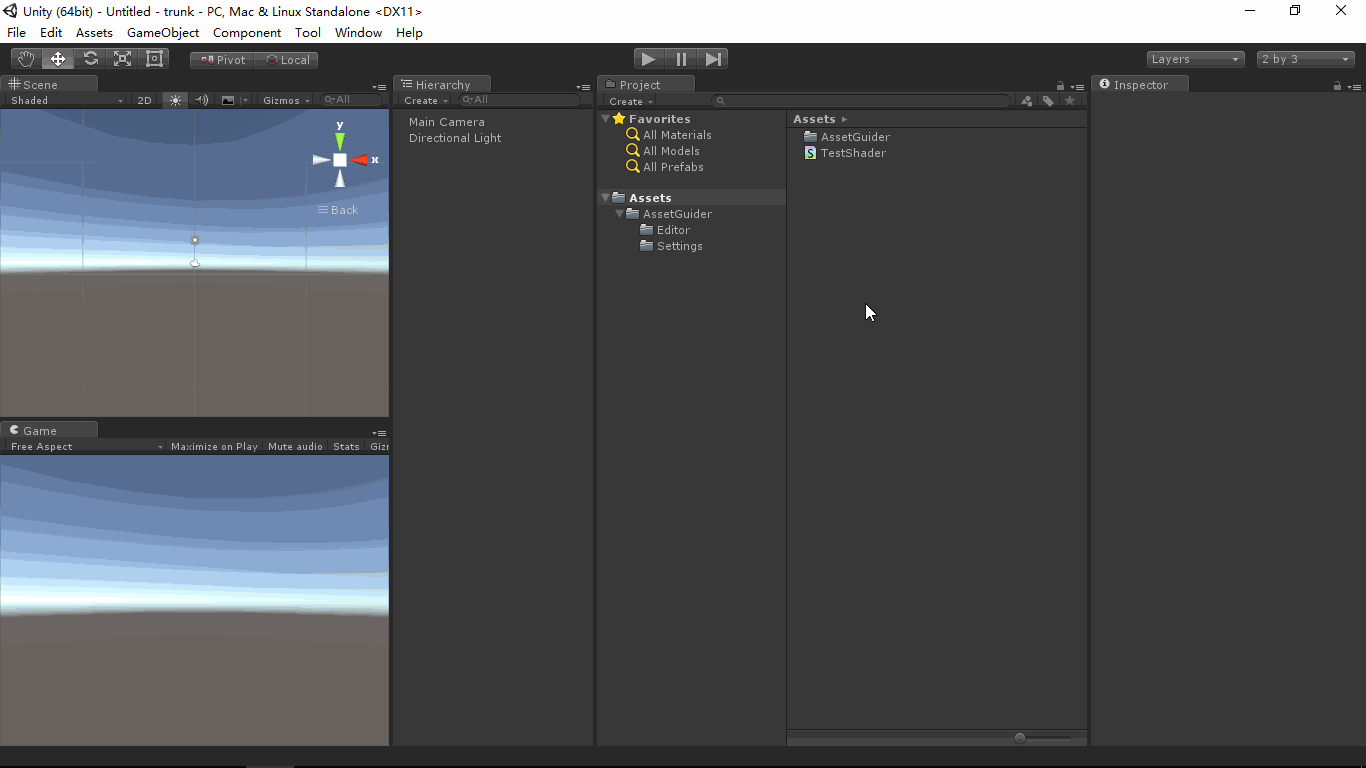 Unity (64bit) - Untitled - trunk - PC, Mac & Linux Standalone <DX11>
File Edit Assets GameObject Component Tool Window Help
Pivot Local Layers 2 by 3
Scene
Shaded 2D Gizmos All
y
x
Back
Game
Free Aspect Maximize on Play Mute audio Stats Giz
Hierarchy
Create All
Main Camera
Directional Light
Project
Create
Favorites
All Materials
All Models
All Prefabs
Assets
AssetGuider
Editor
Settings
Assets
AssetGuider
S TestShader
Inspector